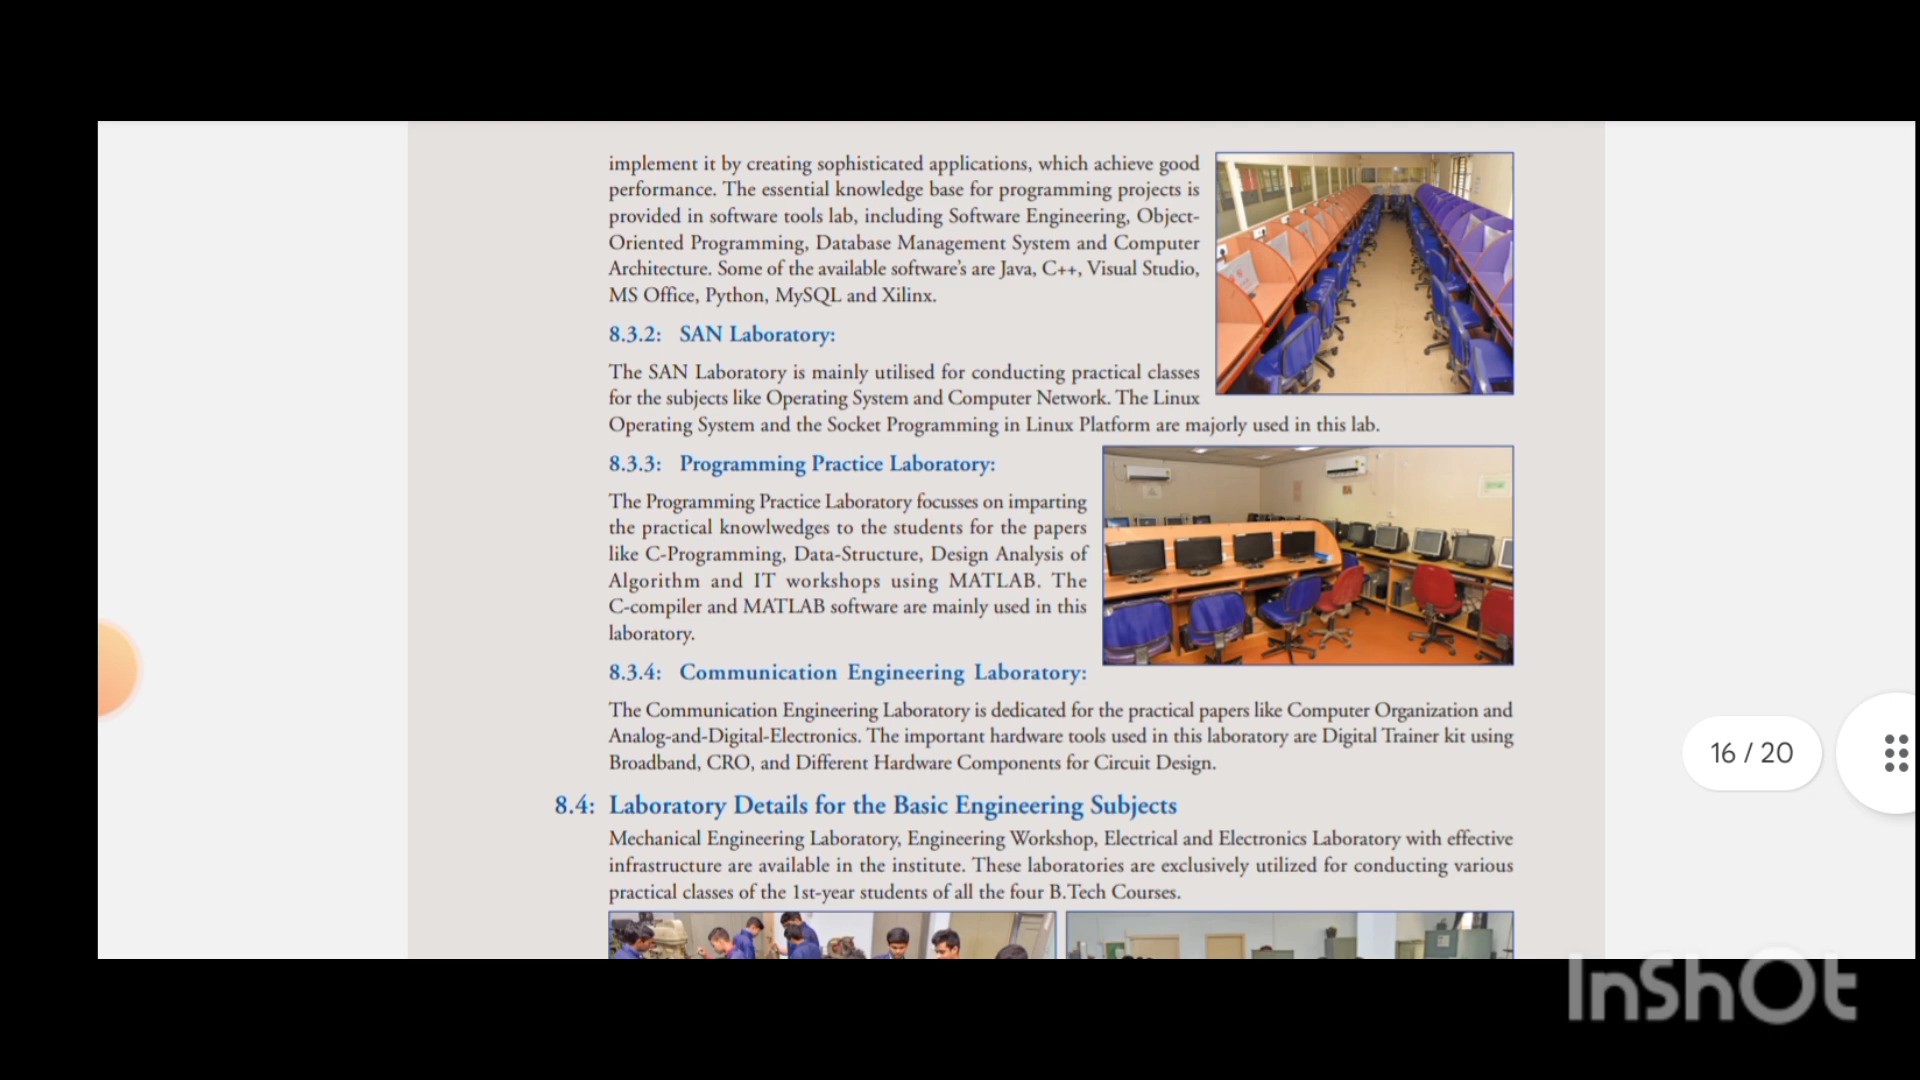 implement it by creating sophisticated applications, which achieve good
performance. The essential knowledge base for programming projects is
provided in software tools lab, including Software Engineering, Object-
Oriented Programming, Database Management System and Computer
Architecture. Some of the available software's are Java, C++, Visual Studio,
MS Office, Python, MySQL and Xilinx.
8.3.2: SAN Laboratory:
The SAN Laboratory is mainly utilised for conducting practical classes
for the subjects like Operating System and Computer Network. The Linux
Operating System and the Socket Programming in Linux Platform are majorly used in this lab.
8.3.3: Programming Practice Laboratory:
The Programming Practice Laboratory focusses on imparting
the practical knowlwedges to the students for the papers
like C-Programming, Data-Structure, Design Analysis of
Algorithm and IT workshops using MATLAB. The
C-compiler and MATLAB software are mainly used in this
laboratory.
8.3.4: Communication Engineering Laboratory:
The Communication Engineering Laboratory is dedicated for the practical papers like Computer Organization and
Analog-and-Digital-Electronics. The important hardware tools used in this laboratory are Digital Trainer kit using
Broadband, CRO, and Different Hardware Components for Circuit Design.
8.4: Laboratory Details for the Basic Engineering Subjects
Mechanical Engineering Laboratory, Engineering Workshop, Electrical and Electronics Laboratory with effective
infrastructure are available in the institute. These laboratories are exclusively utilized for conducting various
practical classes of the 1st-year students of all the four B.Tech Courses.
16 / 20
InShOt